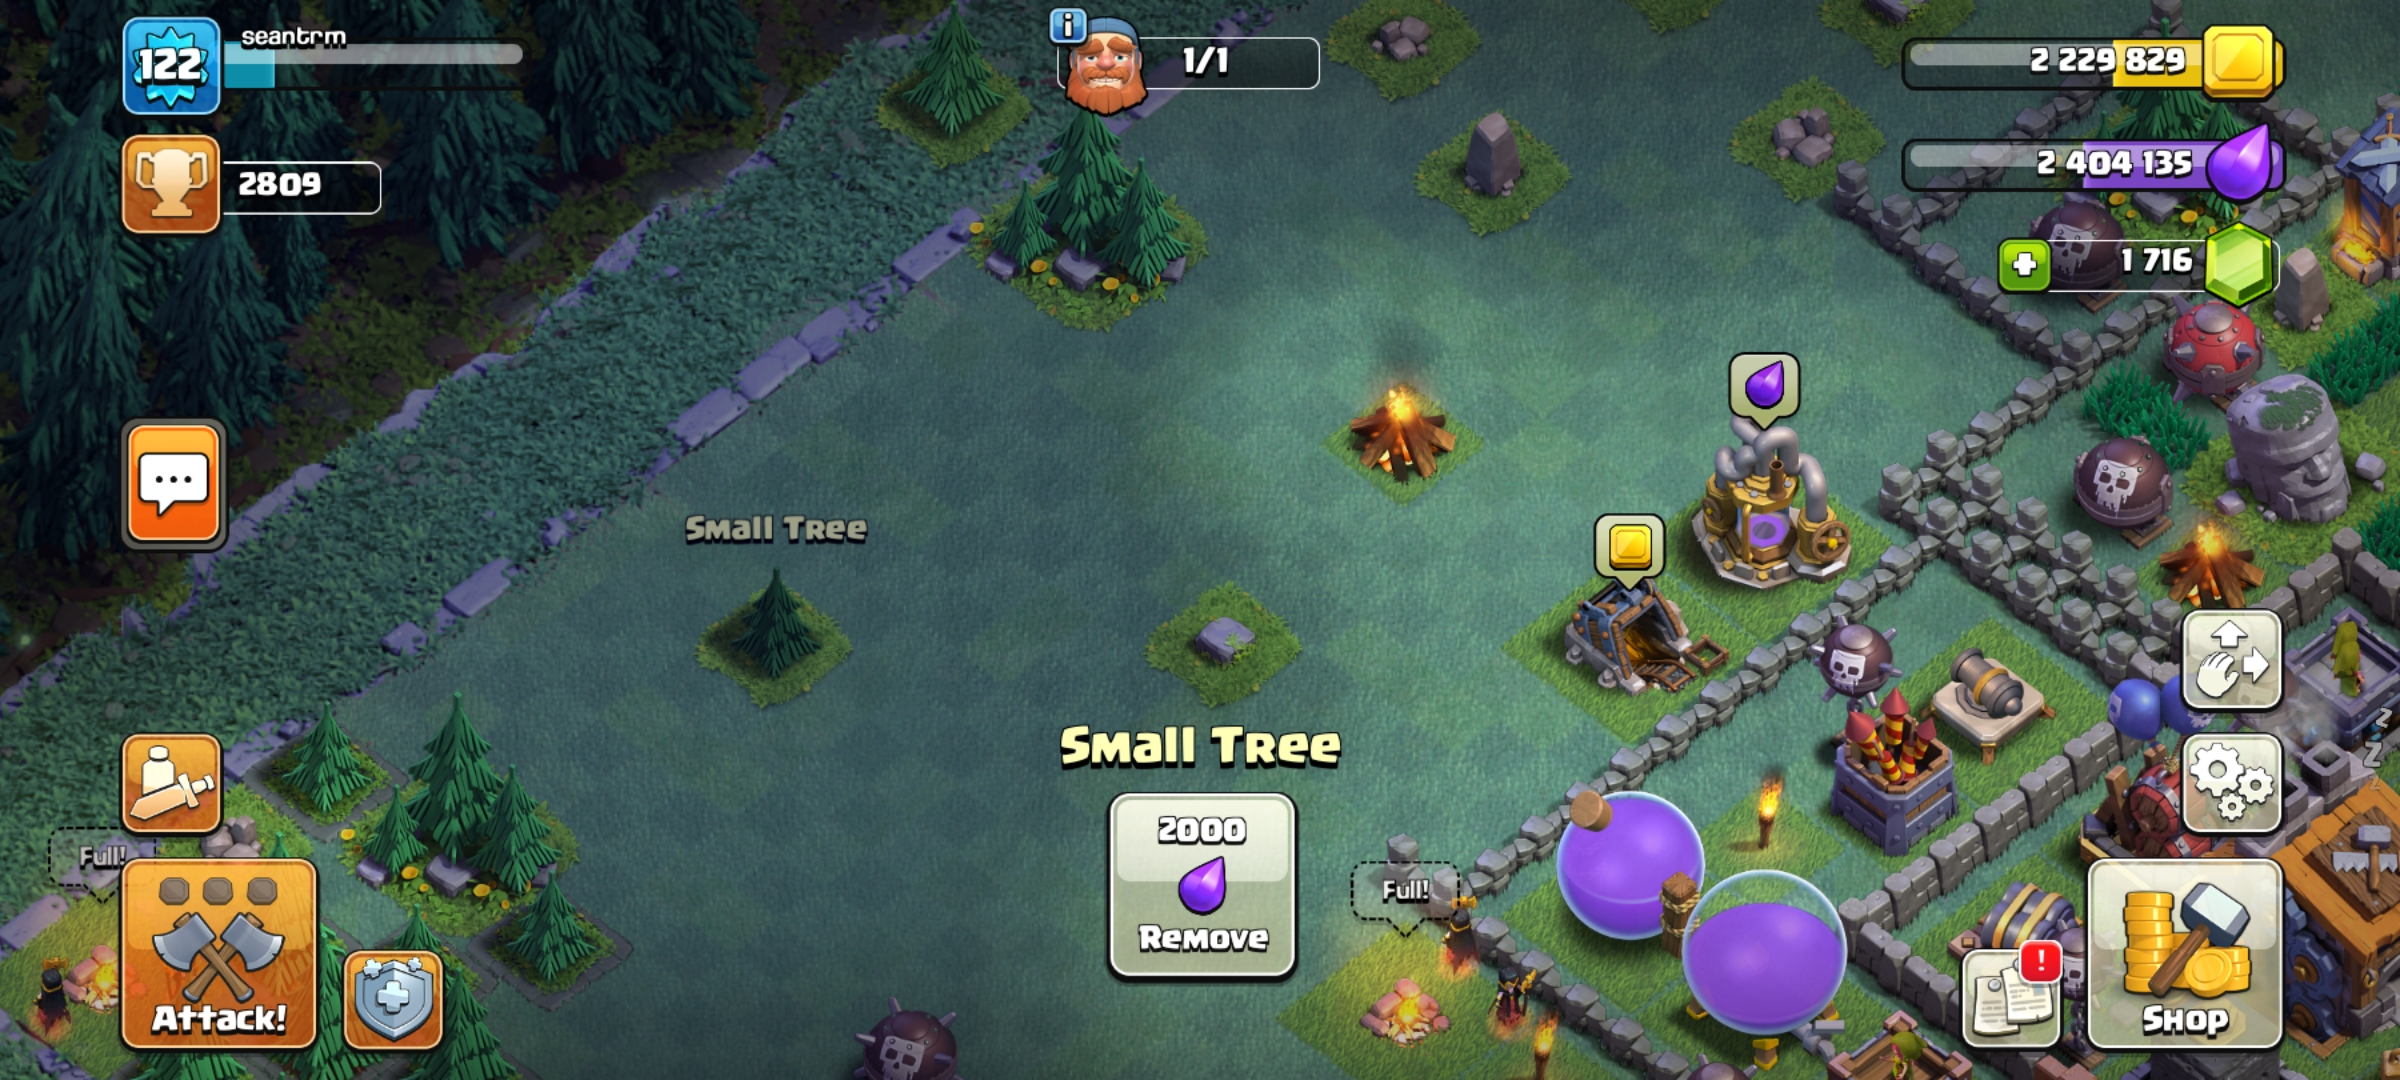 122
seantrm
1/1
2 229 829
2809
2 404 135
1 716
Small Tree
Small Tree
2000
Remove
Full!
Full!
Attack!
!
Shop
z
z
z
i